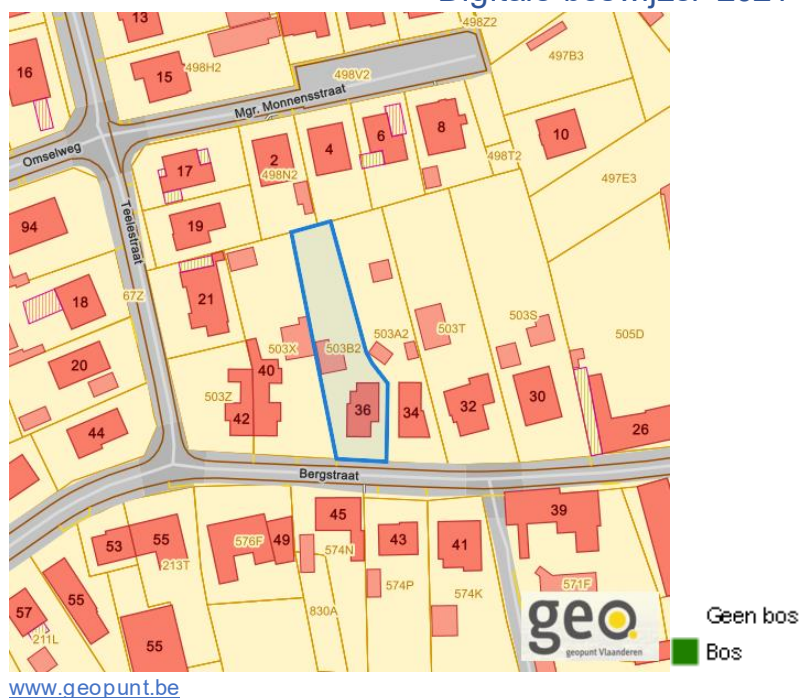 13
498Z2
16
15
498H2
498V2
497B3
Mgr. Monnensstraat
Omselweg
17
2
498N2
4
6
8
498T2
10
497E3
94
Teelestraat
19
67Z
18
21
503X
503B2
503A2
503T
503S
505D
20
503Z
40
42
36
34
32
30
26
44
Bergstraat
53
55
213T
576F
49
45
574N
43
574P
41
574K
39
571F
57
211L
55
55
830A
geo
geopunt Vlaanderen
Geen bos
Bos
www.geopunt.be